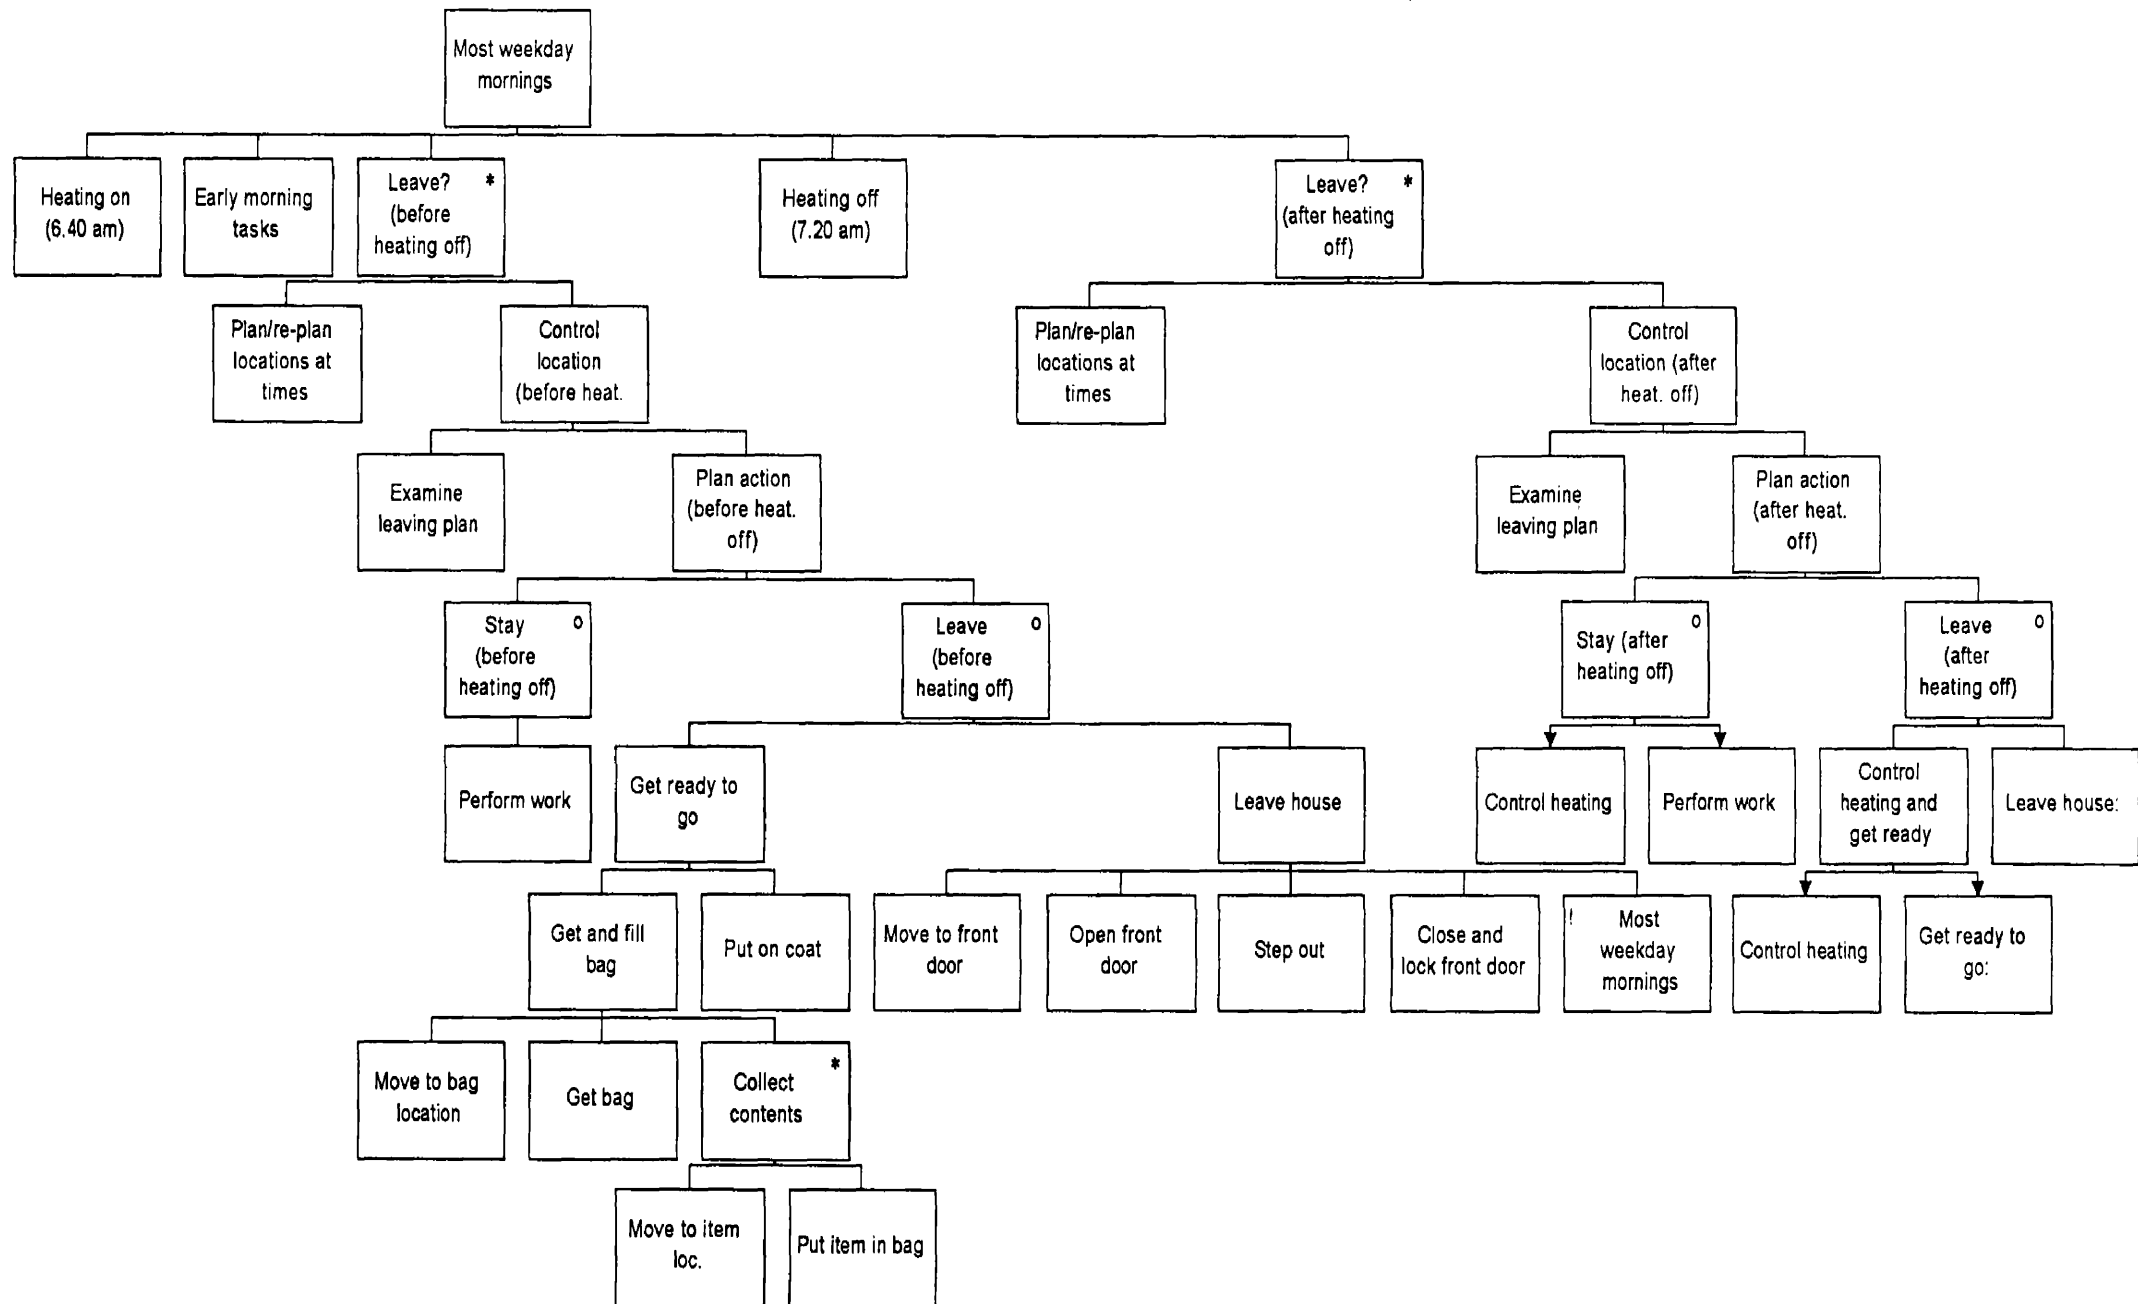 Most weekday
mornings
Heating on
(6.40 am)
Early morning
tasks
Leave? *
(before
heating off)
Heating off
(7.20 am)
Leave? *
(after heating
off)
Plan/re-plan
locations at
times
Control
location
(before heat.
Plan/re-plan
locations at
times
Control
location (after
heat. off)
Examine
leaving plan
Plan action
(before heat.
off)
Examine
leaving plan
Plan action
(after heat.
off)
Stay o
(before
heating off)
Leave o
(before
heating off)
o
Stay (after
heating off)
Leave o
(after
heating off)
Perform work
Get ready to
go
Leave house
Control heating
Perform work
Control
heating and
get ready
Leave house:
Get and fill
bag
Put on coat
Move to front
door
Open front
door
Step out
Close and
lock front door
! Most
weekday
mornings
Control heating
Get ready to
go:
Move to bag
location
Get bag
*
Collect
contents
Move to item
loc.
Put item in bag